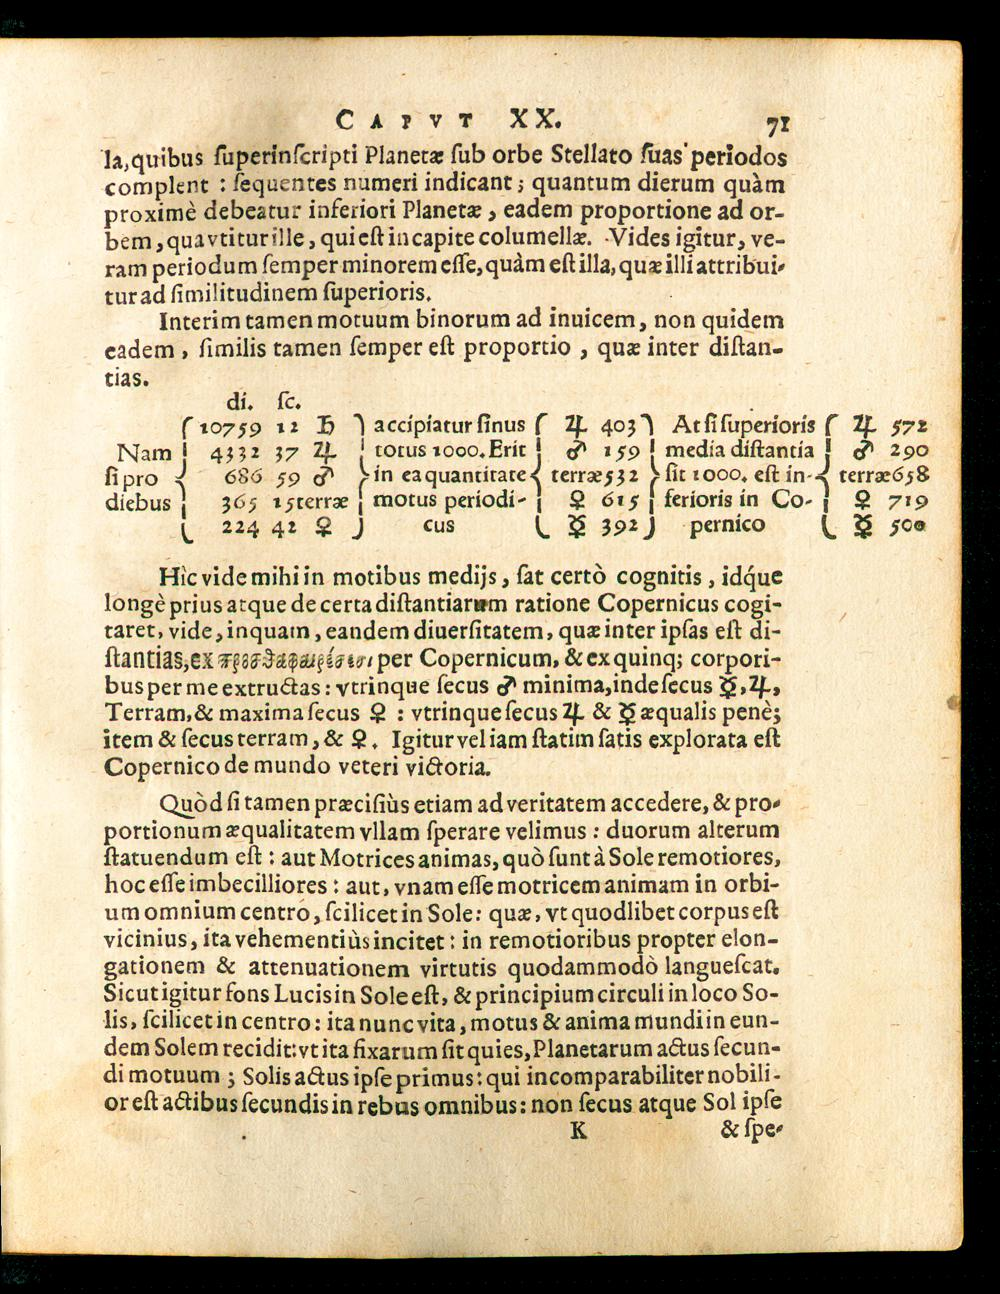 CAPVT XX. 71
la, quibus ſuperinſcripti Planetæ ſub orbe Stellato ſuas periodos
complent : ſequentes numeri indicant ; quantum dierum quàm
proximè debeatur inferiori Planetæ , eadem proportione ad or-
bem , qua vtitur ille , qui eſt in capite columellæ. Vides igitur, ve-
ram periodum ſemper minorem eſſe, quàm eſt illa, quæ illi attribui-
tur ad ſimilitudinem ſuperioris.
Interim tamen motuum binorum ad inuicem , non quidem
eadem , ſimilis tamen ſemper eſt proportio , quæ inter diſtan-
tias.
di. ſc.
10759 12 ♄ accipiatur ſinus ♃ 403 At ſi ſuperioris ♃ 572
Nam 4332 37 ♃ totus 1000. Erit ♂ 159 media diſtantia ♂ 290
ſi pro 686 59 ♂ in ea quantitate terræ 532 ſit 1000. eſt in- terræ 658
diebus 365 15 terræ motus periodi- ♀ 615 ferioris in Co- ♀ 719
224 42 ♀ cus ☿ 392 pernico ☿ 500
Hìc vide mihi in motibus medijs , ſat certò cognitis , idq́ue
longè prius atque de certa diſtantiarum ratione Copernicus cogi-
taret, vide, inquam, eandem diuerſitatem, quæ inter ipſas eſt di-
ſtantias, ex προσθαφαιρέσεσι per Copernicum, & ex quinq; corpori-
bus per me extructas: vtrinque ſecus ♂ minima, inde ſecus ☿, ♃,
Terram, & maxima ſecus ♀ : vtrinque ſecus ♃ & ☿ æqualis penè;
item & ſecus terram, & ♀. Igitur vel iam ſtatim ſatis explorata eſt
Copernico de mundo veteri victoria.
Quòd ſi tamen præciſiùs etiam ad veritatem accedere, & pro-
portionum æqualitatem vllam ſperare velimus : duorum alterum
ſtatuendum eſt : aut Motrices animas, quò ſunt à Sole remotiores,
hoc eſſe imbecilliores : aut, vnam eſſe motricem animam in orbi-
um omnium centro, ſcilicet in Sole: quæ, vt quodlibet corpus eſt
vicinius, ita vehementiùs incitet : in remotioribus propter elon-
gationem & attenuationem virtutis quodammodò langueſcat.
Sicut igitur fons Lucis in Sole eſt, & principium circuli in loco So-
lis, ſcilicet in centro : ita nunc vita, motus & anima mundi in eun-
dem Solem recidit: vt ita fixarum ſit quies, Planetarum actus ſecun-
di motuum ; Solis actus ipſe primus: qui incomparabiliter nobili-
or eſt actibus ſecundis in rebus omnibus: non ſecus atque Sol ipſe
K & ſpe-